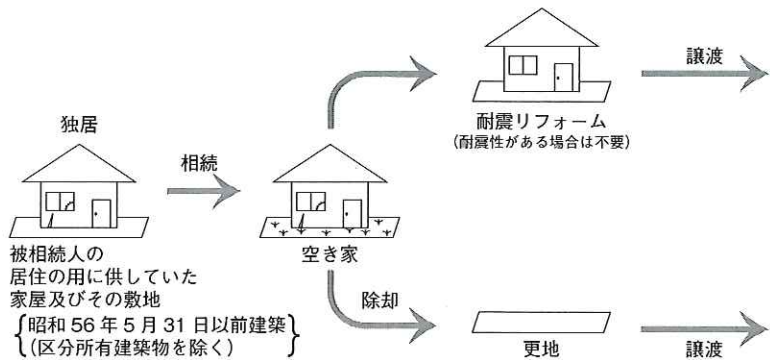 独居
被相続人の
居住の用に供していた
家屋及びその敷地
昭和56年5月31日以前建築
(区分所有建築物を除く)
相続
空き家
耐震リフォーム
(耐震性がある場合は不要)
譲渡
除却
更地
譲渡